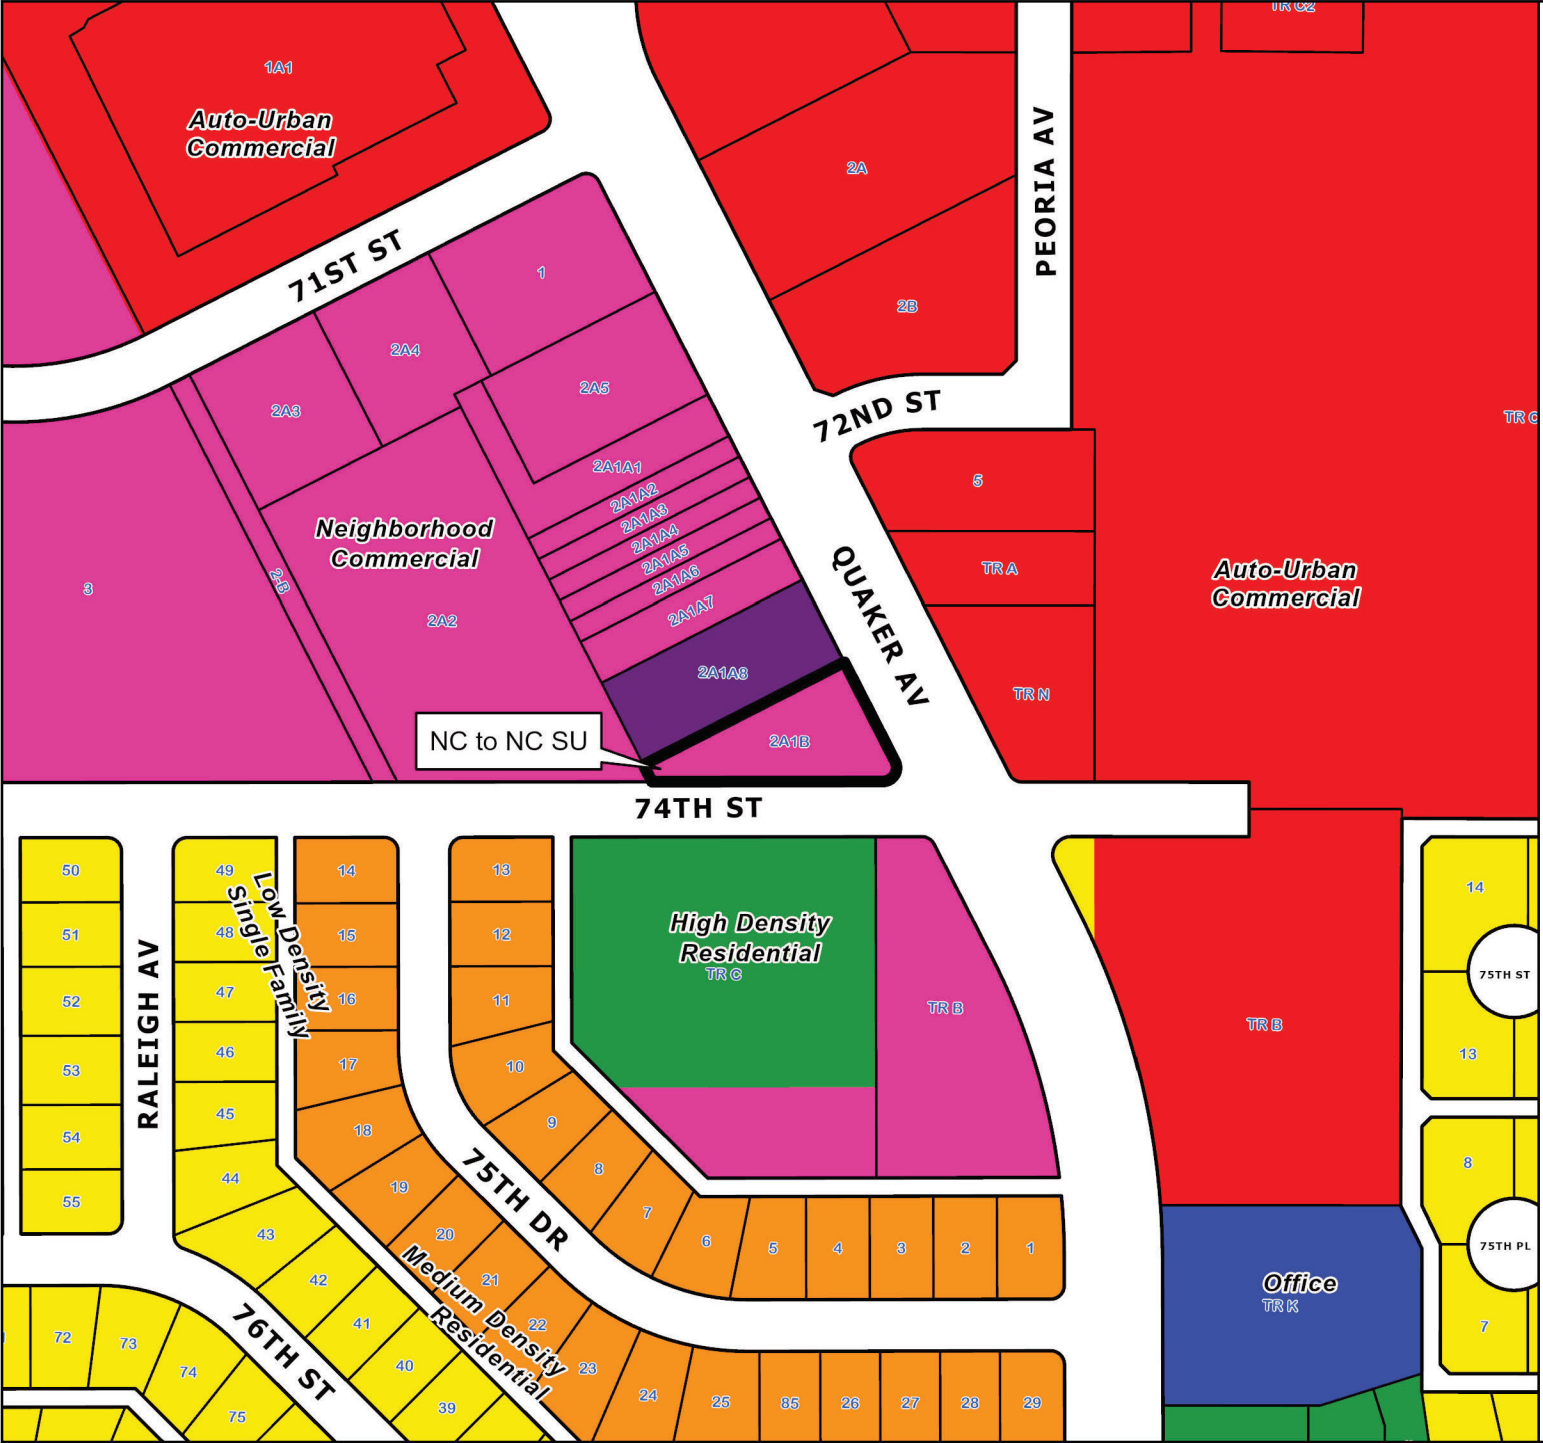 TR C2
1A1
Auto-Urban
Commercial
71ST ST
1
2A4
2A3
2A5
2A
2B
PEORIA AV
72ND ST
TR C
2A1A1
2A1A2
2A1A3
2A1A4
2A1A5
2A1A6
2A1A7
2A1A8
2A1B
Neighborhood
Commercial
3
2-B
2A2
QUAKER AV
5
TR A
TR N
Auto-Urban
Commercial
NC to NC SU
74TH ST
50
51
52
53
54
55
RALEIGH AV
49
48
47
46
45
44
43
42
41
40
39
Low Density
Single Family
14
15
16
17
18
19
20
21
22
23
24
25
85
26
27
28
29
13
12
11
10
9
8
7
6
5
4
3
2
1
75TH DR
Medium Density
Residential
High Density
Residential
TR C
TR B
TR B
14
75TH ST
13
8
75TH PL
7
Office
TR K
76TH ST
72
73
74
75